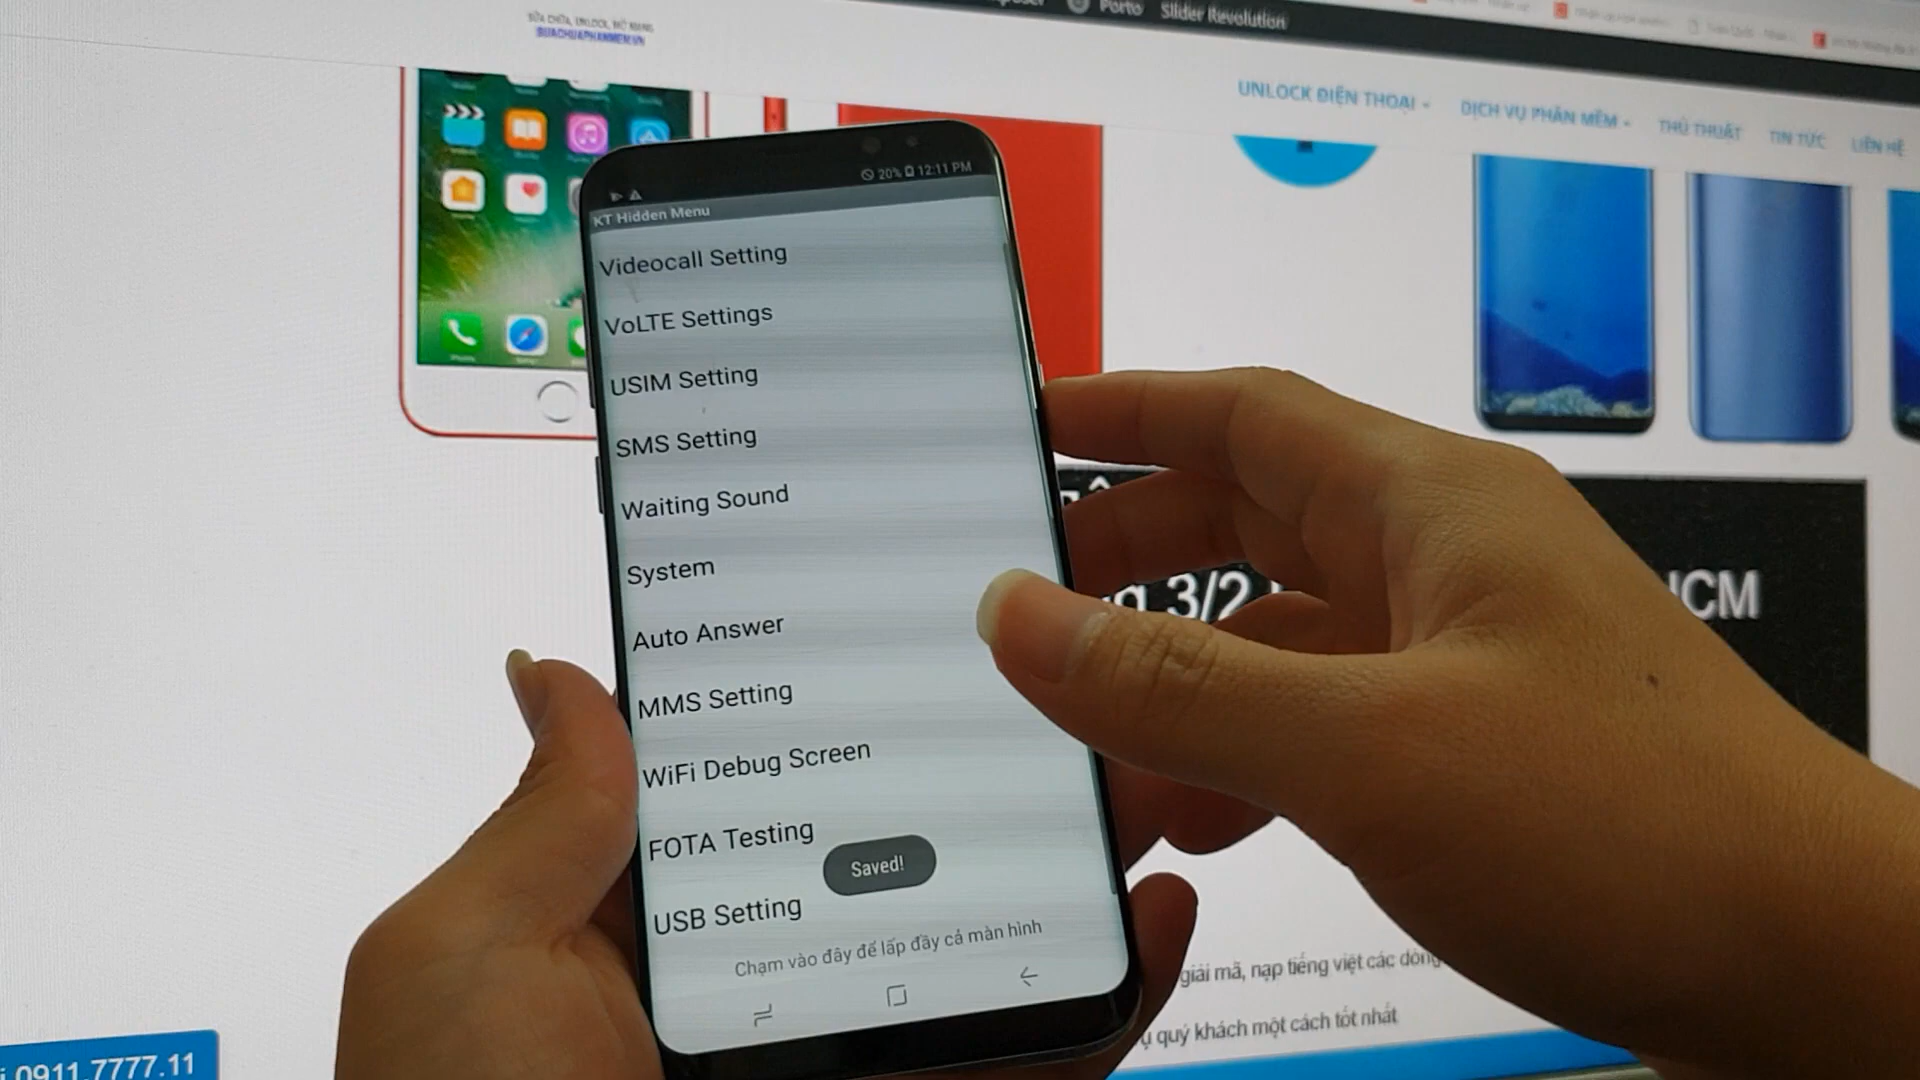 Porto Slider Revolution
SỬA CHỮA, UNLOCK, MỞ MẠNG
SUACHUAPHANMEM.VN
UNLOCK ĐIỆN THOẠI
DỊCH VỤ PHẦN MỀM
THỦ THUẬT
TIN TỨC
LIÊN HỆ
20% 12:11 PM
KT Hidden Menu
Videocall Setting
VoLTE Settings
USIM Setting
SMS Setting
Waiting Sound
System
Auto Answer
MMS Setting
WiFi Debug Screen
FOTA Testing
Saved!
USB Setting
Chạm vào đây để lấp đầy cả màn hình
3/2
giải mã, nạp tiếng việt các dòng
quý khách một cách tốt nhất
0911.7777.11